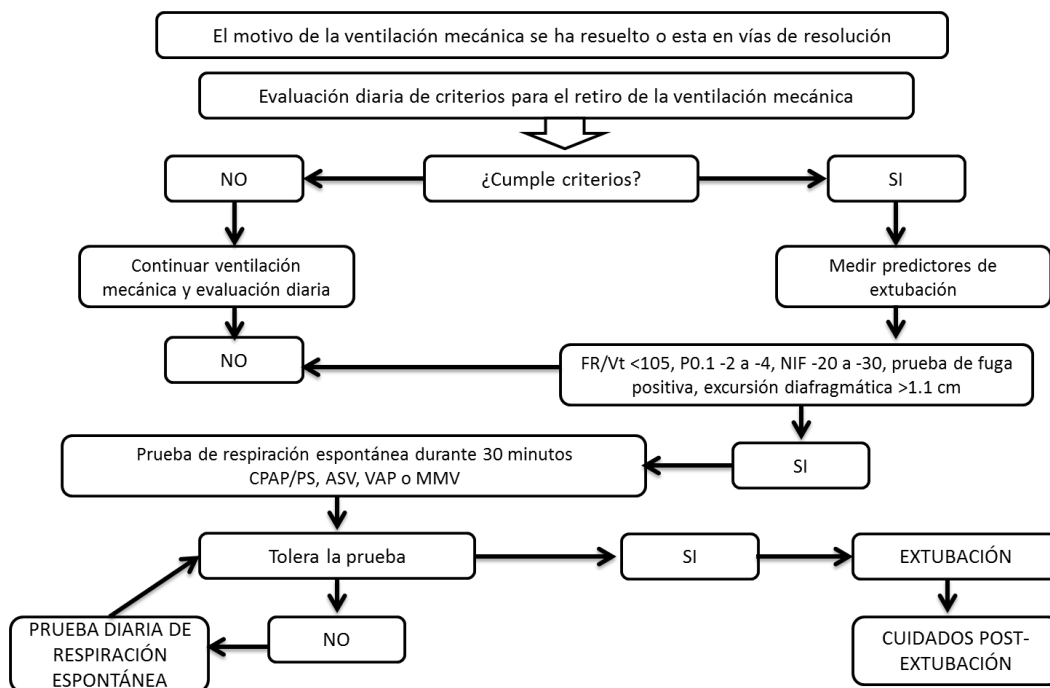 El motivo de la ventilación mecánica se ha resuelto o esta en vías de resolución
Evaluación diaria de criterios para el retiro de la ventilación mecánica
NO
¿Cumple criterios?
SI
Continuar ventilación
mecánica y evaluación diaria
Medir predictores de
extubación
NO
FR/Vt <105, P0.1 -2 a -4, NIF -20 a -30, prueba de fuga
positiva, excursión diafragmática >1.1 cm
Prueba de respiración espontánea durante 30 minutos
CPAP/PS, ASV, VAP o MMV
SI
Tolera la prueba
SI
EXTUBACIÓN
PRUEBA DIARIA DE
RESPIRACIÓN
ESPONTÁNEA
NO
CUIDADOS POST-
EXTUBACIÓN